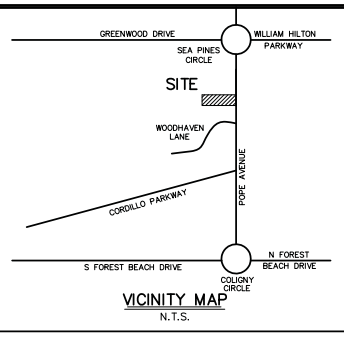 GREENWOOD DRIVE
WILLIAM HILTON
PARKWAY
SEA PINES
CIRCLE
SITE
WOODHAVEN
LANE
POPE AVENUE
CORDILLO PARKWAY
N FOREST
BEACH DRIVE
S FOREST BEACH DRIVE
COLIGNY
CIRCLE
VICINITY MAP
N.T.S.